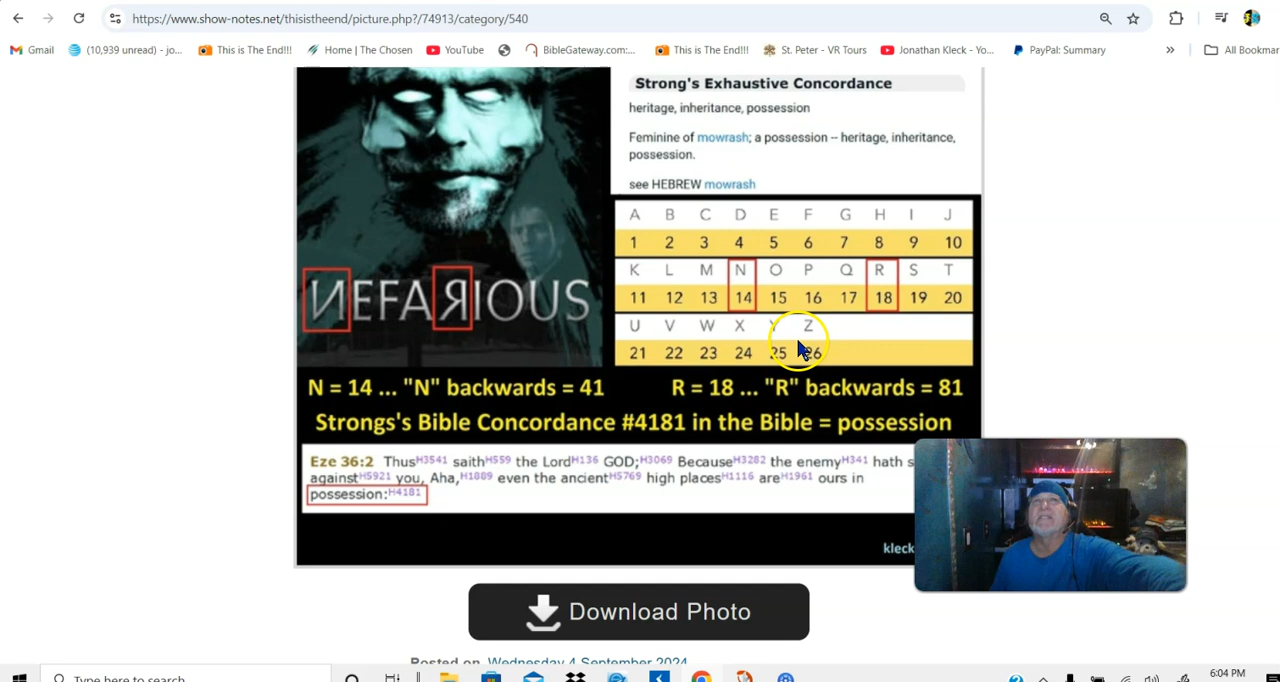 https://www.show-notes.net/thisistheend/picture.php?/74913/category/540
Gmail (10,939 unread) - jo... This is The End!!! Home | The Chosen YouTube BibleGateway.com:... This is The End!!! St. Peter - VR Tours Jonathan Kleck - Yo... PayPal: Summary » All Bookmar
Strong's Exhaustive Concordance
heritage, inheritance, possession
Feminine of mowrash; a possession -- heritage, inheritance,
possession.
see HEBREW mowrash
A B C D E F G H I J
1 2 3 4 5 6 7 8 9 10
K L M N O P Q R S T
11 12 13 14 15 16 17 18 19 20
U V W X Y Z
21 22 23 24 25 26
ИEFAЯIOUS
N = 14 ... "N" backwards = 41 R = 18 ... "R" backwards = 81
Strongs's Bible Concordance #4181 in the Bible = possession
Eze 36:2 Thus H3541 saith H559 the Lord H136 GOD; H3069 Because H3282 the enemy H341 hath s
against H5921 you, Aha, H1889 even the ancient H5769 high places H1116 are H1961 ours in
possession: H4181
kleck
Download Photo
Posted on Wednesday 4 September 2024
Type here to search
6:04 PM